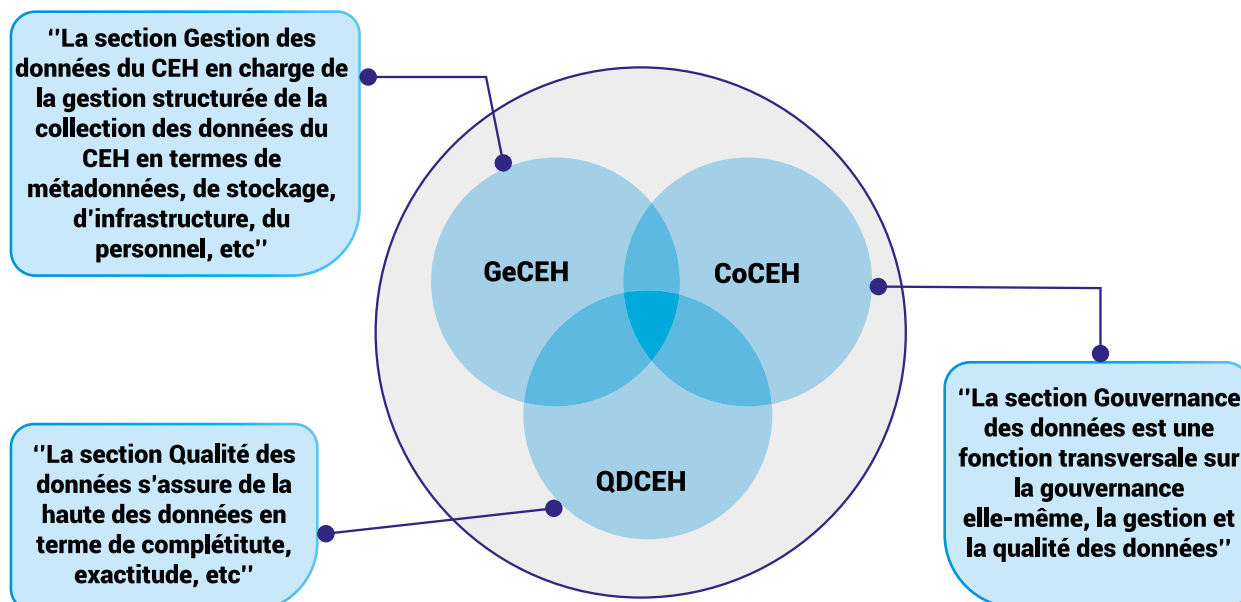 ‘’La section Gestion des
données du CEH en charge de
la gestion structurée de la
collection des données du
CEH en termes de
métadonnées, de stockage,
d’infrastructure, du
personnel, etc’’
GeCEH
CoCEH
QDCEH
‘’La section Qualité des
données s’assure de la
haute des données en
terme de complétitute,
exactitude, etc’’
‘’La section Gouvernance
des données est une
fonction transversale sur
la gouvernance
elle-même, la gestion et
la qualité des données’’